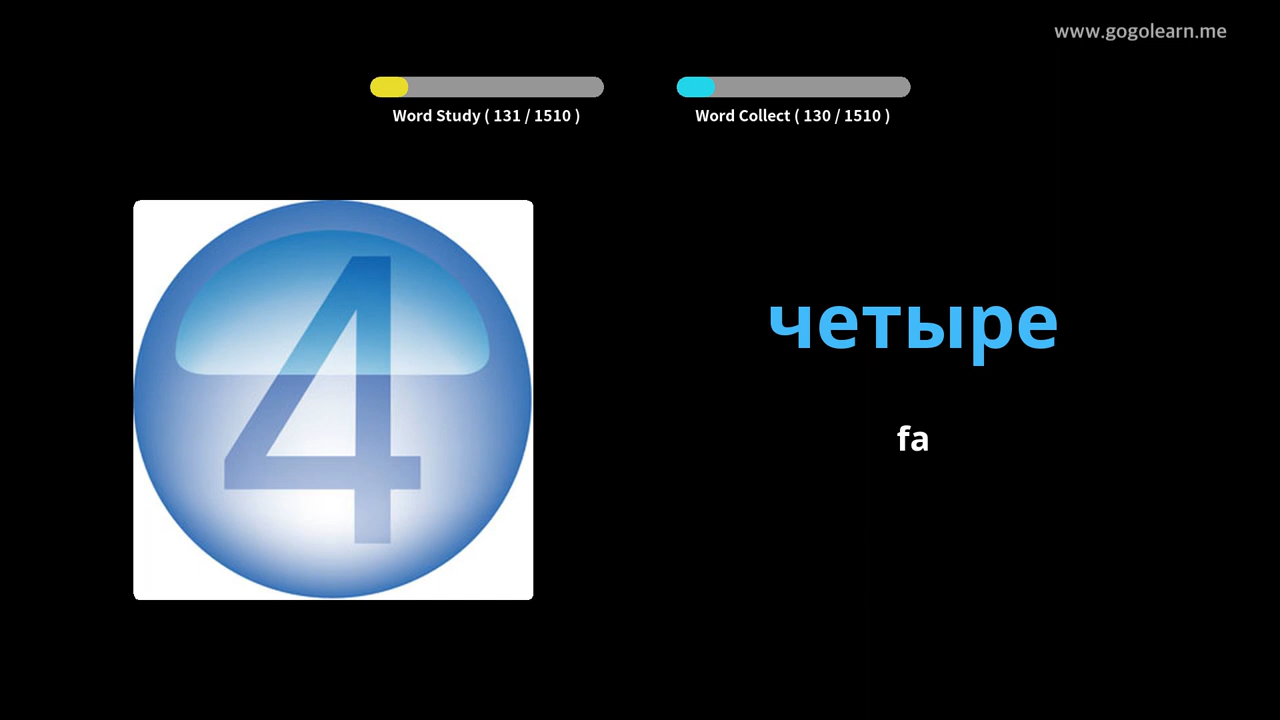 www.gogolearn.me
Word Study ( 131 / 1510 )
Word Collect ( 130 / 1510 )
4
четыре
fa